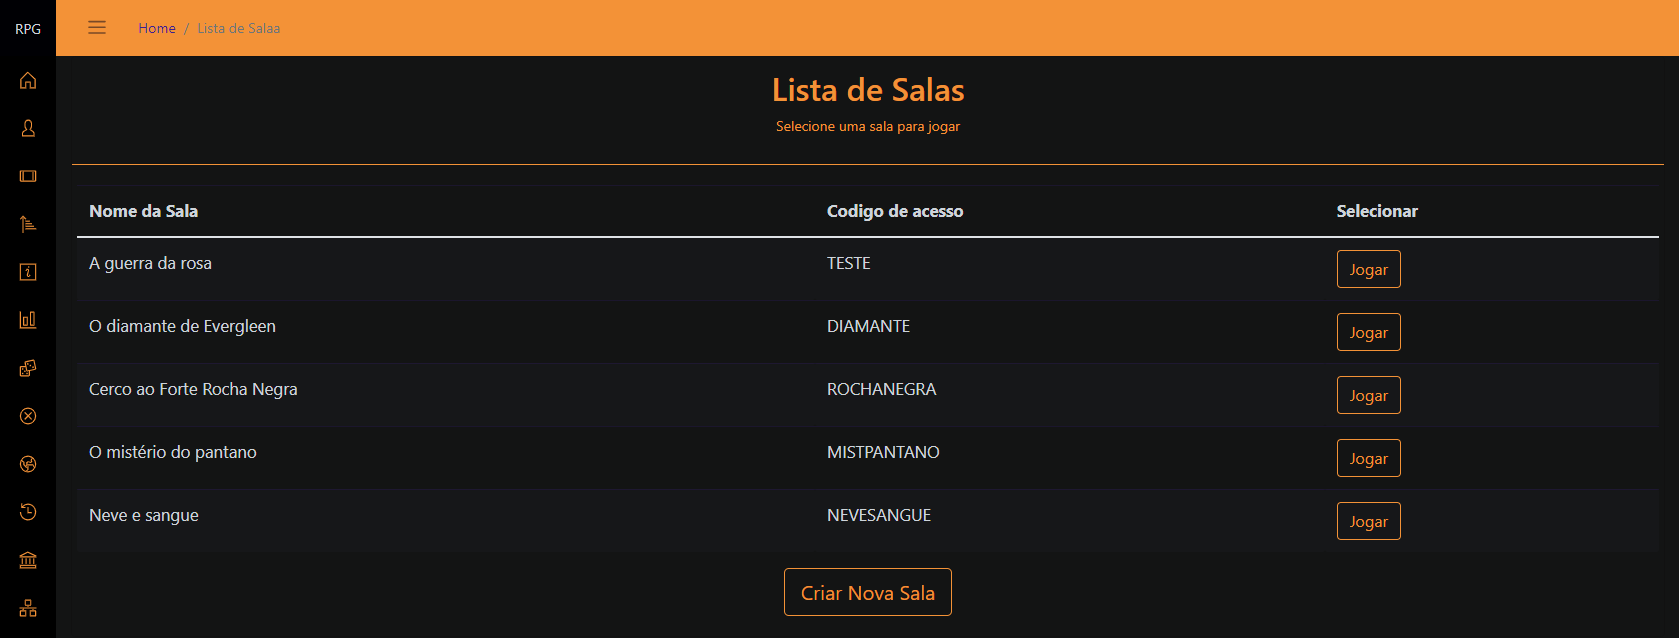 RPG
Home / Lista de Salaa
Lista de Salas
Selecione uma sala para jogar
Nome da Sala Codigo de acesso Selecionar
A guerra da rosa TESTE Jogar
O diamante de Evergleen DIAMANTE Jogar
Cerco ao Forte Rocha Negra ROCHANEGRA Jogar
O mistério do pantano MISTPANTANO Jogar
Neve e sangue NEVESANGUE Jogar
Criar Nova Sala